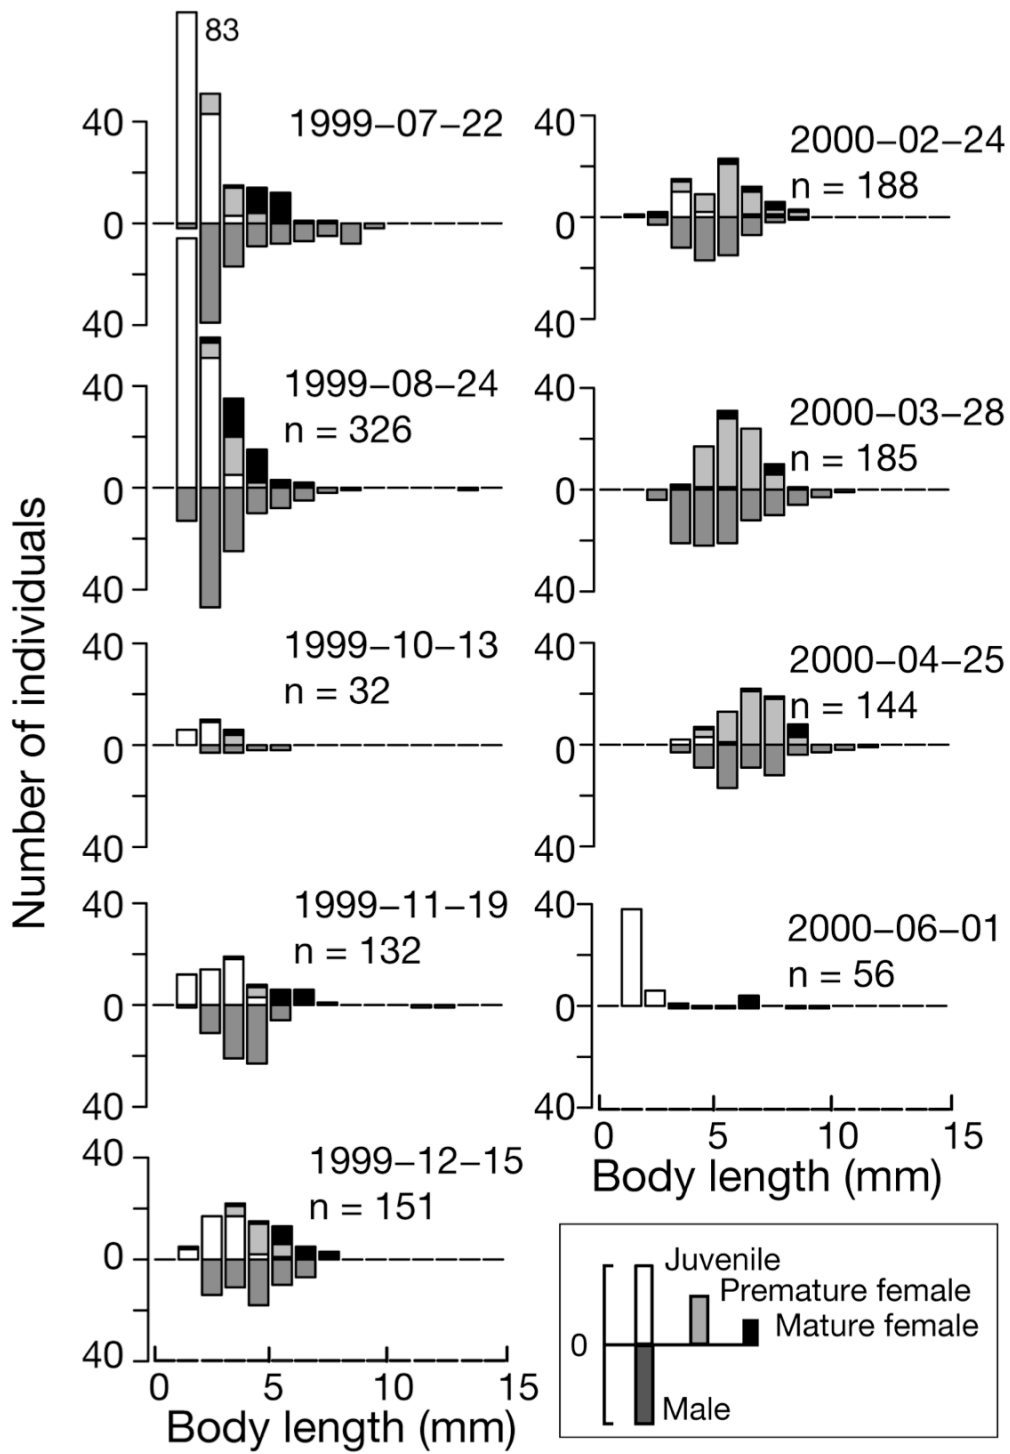 Number of individuals
83
1999–07–22
40
0
40
1999–08–24
n = 326
40
0
40
1999–10–13
n = 32
40
0
40
1999–11–19
n = 132
40
0
40
1999–12–15
n = 151
40
0
40
0 5 10 15
Body length (mm)
2000–02–24
n = 188
40
0
40
2000–03–28
n = 185
40
0
40
2000–04–25
n = 144
40
0
40
2000–06–01
n = 56
40
0
40
0 5 10 15
Body length (mm)
Juvenile
Premature female
Mature female
0
Male